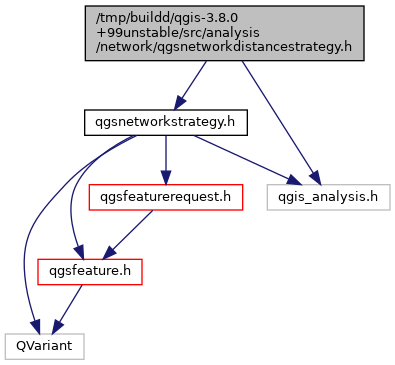 /tmp/buildd/qgis-3.8.0
+99unstable/src/analysis
/network/qgsnetworkdistancestrategy.h
qgsnetworkstrategy.h
qgsfeaturerequest.h
qgis_analysis.h
qgsfeature.h
QVariant